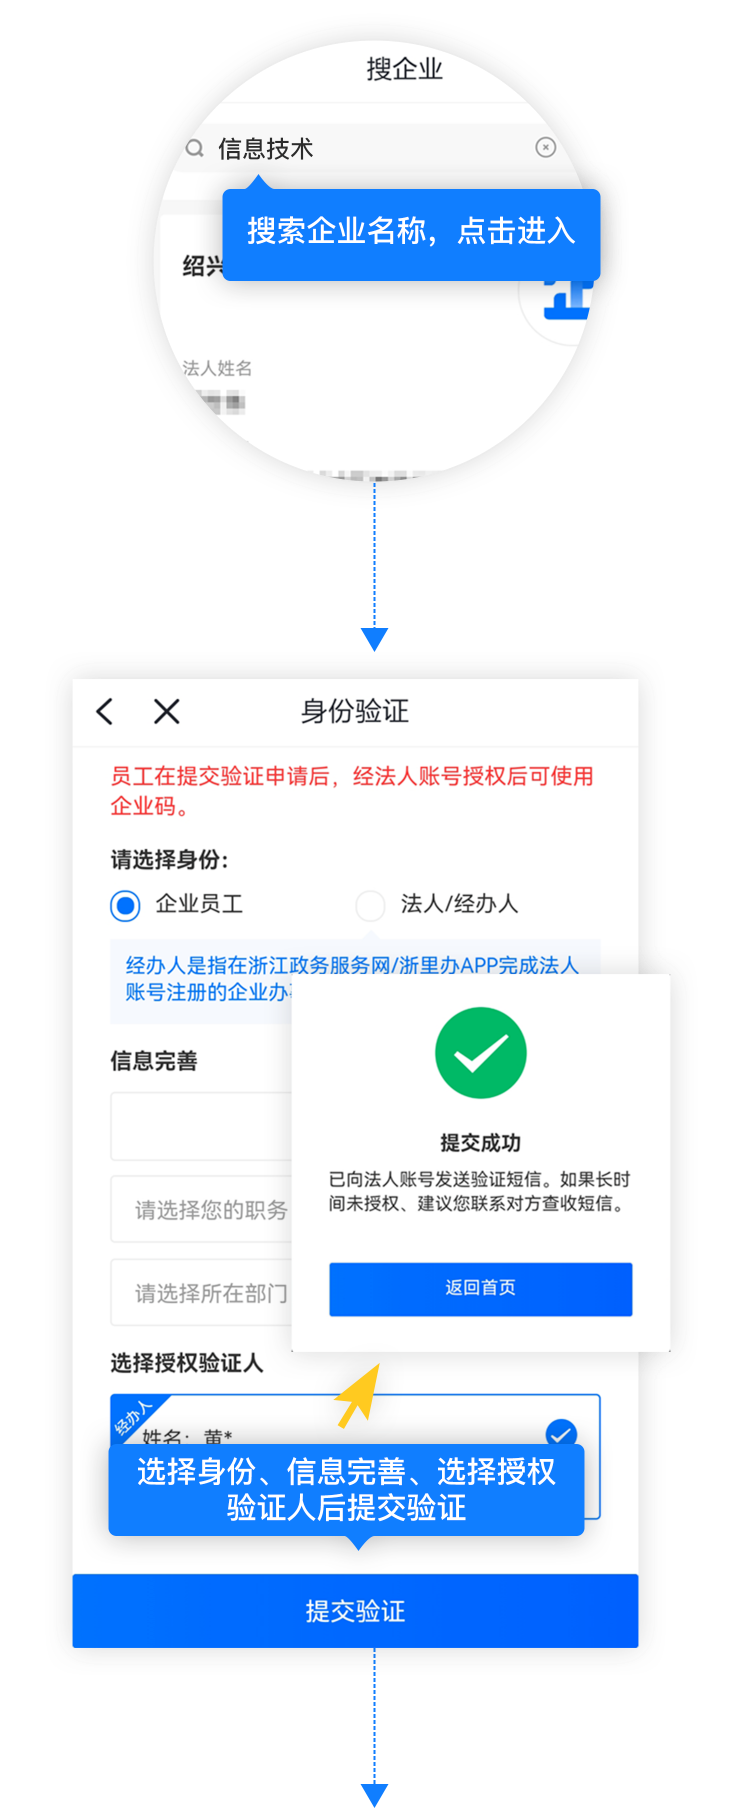 搜企业
信息技术
搜索企业名称，点击进入
绍兴
法人姓名
身份验证
员工在提交验证申请后，经法人账号授权后可使用
企业码。
请选择身份：
企业员工
法人/经办人
经办人是指在浙江政务服务网/浙里办APP完成法人
账号注册的企业办
信息完善
请选择您的职务
请选择所在部门
提交成功
已向法人账号发送验证短信。如果长时
间未授权、建议您联系对方查收短信。
返回首页
选择授权验证人
经办人
姓名：黄*
选择身份、信息完善、选择授权
验证人后提交验证
提交验证